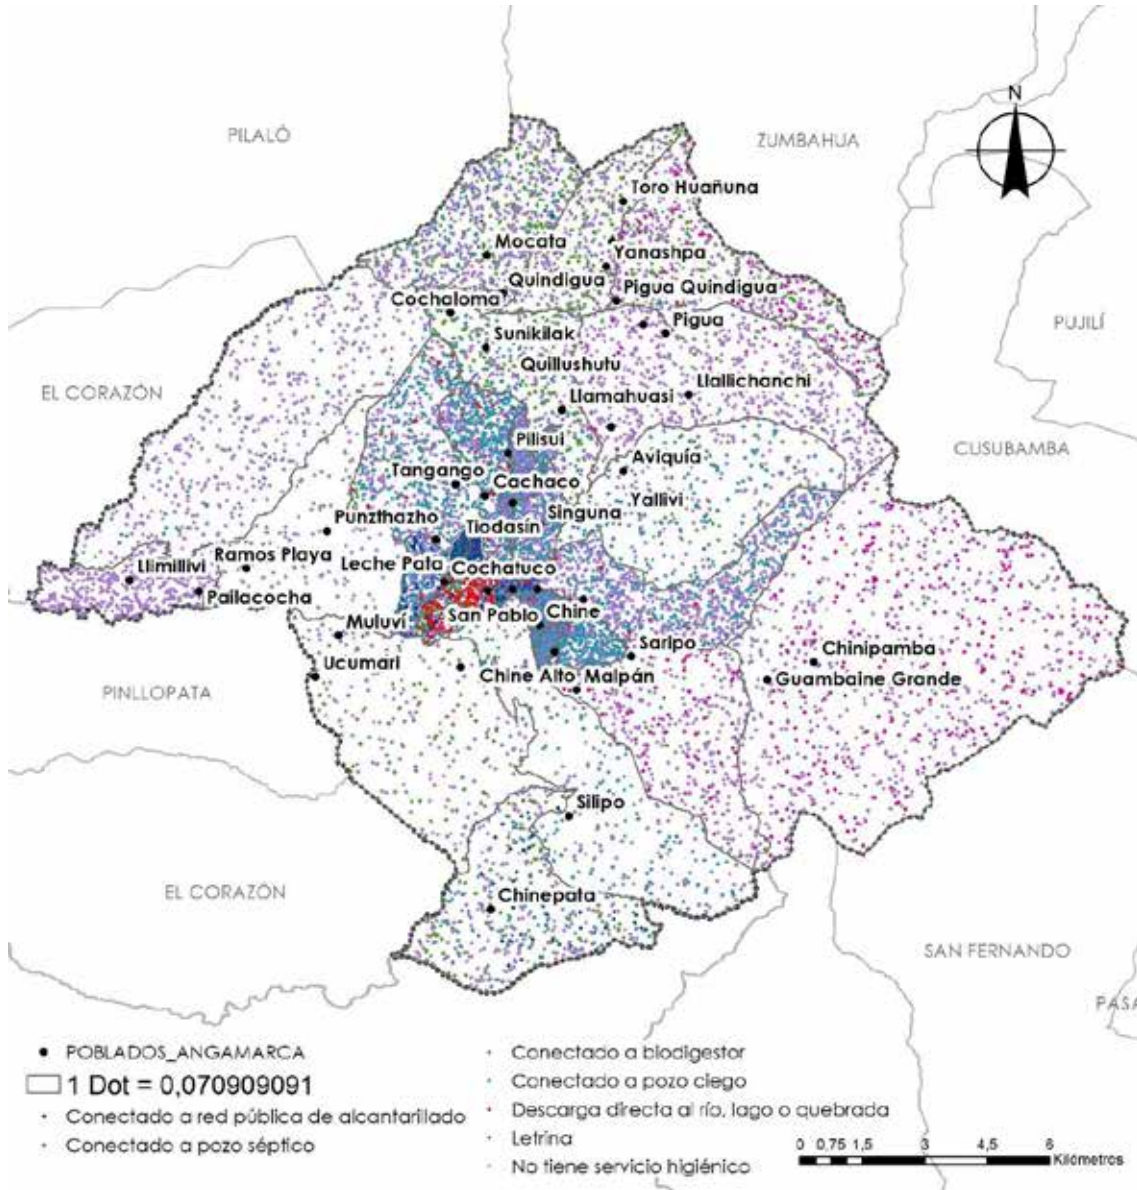 N
PILALÓ
ZUMBAHUA
Toro Huañuna
Mocata
Yanashpa
Quindigua
Pigua Quindigua
Cochaloma
Pigua
PUJILÍ
Sunikilak
Quillushutu
EL CORAZÓN
Llallichanchi
Llamahuasi
Pilisui
CUSUBAMBA
Aviquía
Tangango
Cachaco
Yallivi
Punzthazho
Singuna
Tiodasín
Ramos Playa
Leche Pata
Cochatuco
Llimillivi
Pailacocha
San Pablo
Chine
Muluví
Saripo
Ucumari
Chinipamba
Chine Alto
Malpán
Guambaine Grande
PINLLOPATA
Silipo
EL CORAZÓN
Chinepata
SAN FERNANDO
PASA
POBLADOS_ANGAMARCA
1 Dot = 0,070909091
Conectado a red pública de alcantarillado
Conectado a pozo séptico
Conectado a biodigestor
Conectado a pozo ciego
Descarga directa al río, lago o quebrada
Letrina
No tiene servicio higiénico
0 0,75 1,5 3 4,5 6
Kilómetros